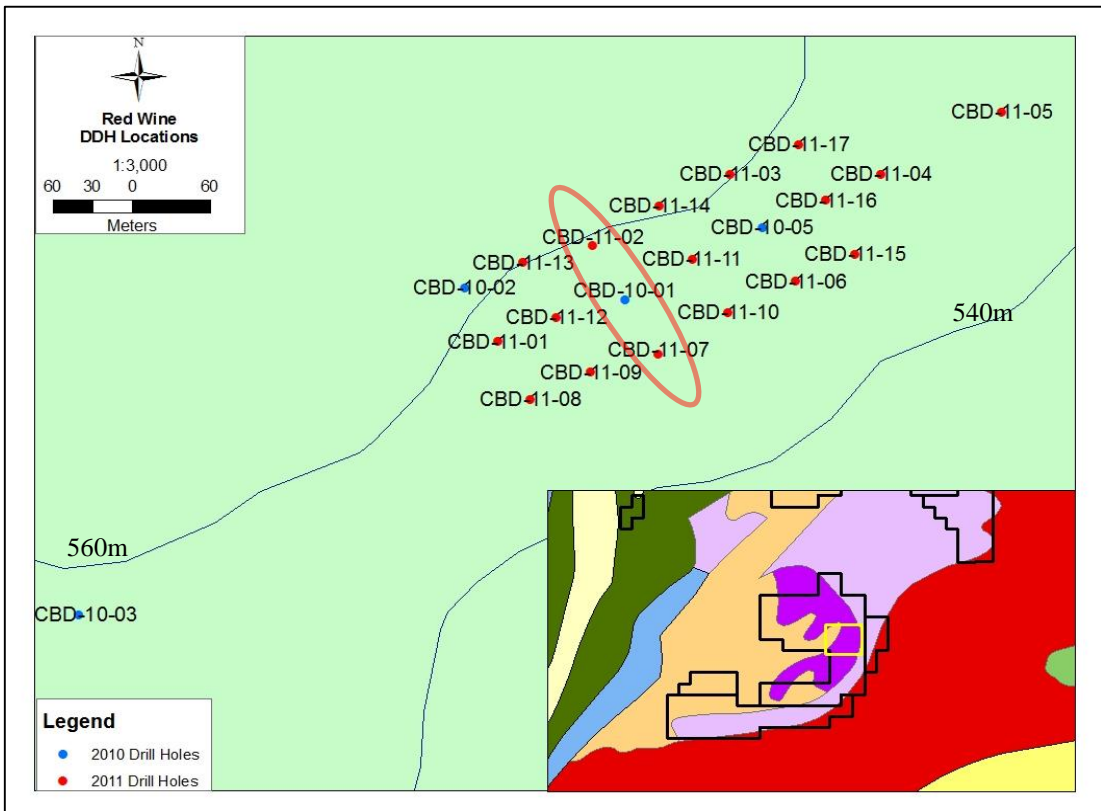 N
Red Wine
DDH Locations
1:3,000
60 30 0 60
Meters
CBD-11-05
CBD-11-17
CBD-11-03
CBD-11-04
CBD-11-16
CBD-11-14
CBD-10-05
CBD-11-02
CBD-11-15
CBD-11-13
CBD-11-11
CBD-11-06
CBD-10-02
CBD-10-01
CBD-11-10
540m
CBD-11-12
CBD-11-01
CBD-11-07
CBD-11-09
CBD-11-08
560m
CBD-10-03
Legend
2010 Drill Holes
2011 Drill Holes